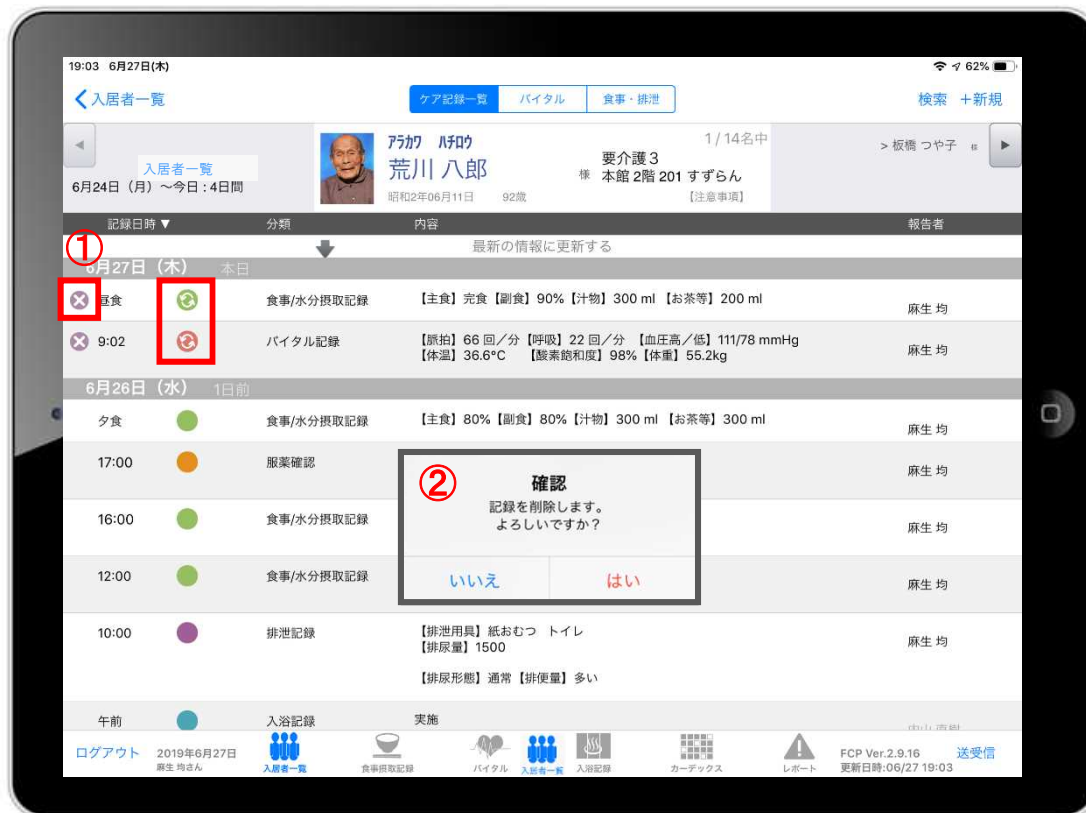 19:03 6月27日(木)
62%
入居者一覧
ケア記録一覧 バイタル 食事・排泄
検索 +新規
入居者一覧
6月24日（月）～今日：4日間
アラカワ ハチロウ
荒川 八郎 様
昭和2年06月11日 92歳
1 / 14名中
要介護３
本館 2階 201 すずらん
【注意事項】
> 板橋 つや子 様
記録日時 ▼ 分類 内容 報告者
最新の情報に更新する
①
6月27日（木） 本日
昼食 食事/水分摂取記録 【主食】完食【副食】90%【汁物】300 ml 【お茶等】200 ml 麻生 均
9:02 バイタル記録 【脈拍】66 回／分【呼吸】22 回／分 【血圧高／低】111/78 mmHg 麻生 均
【体温】36.6°C 【酸素飽和度】98%【体重】55.2kg
6月26日（水） 1日前
夕食 食事/水分摂取記録 【主食】80%【副食】80%【汁物】300 ml 【お茶等】300 ml 麻生 均
17:00 服薬確認 麻生 均
②
確認
記録を削除します。
よろしいですか？
いいえ はい
16:00 食事/水分摂取記録 麻生 均
12:00 食事/水分摂取記録 麻生 均
10:00 排泄記録 【排泄用具】紙おむつ トイレ 麻生 均
【排尿量】1500
【排尿形態】通常【排便量】多い
午前 入浴記録 実施
ログアウト
2019年6月27日
麻生 均さん
入居者一覧 食事摂取記録 バイタル 入居者一覧 入浴記録 カーデックス レポート
FCP Ver.2.9.16
更新日時:06/27 19:03
送受信